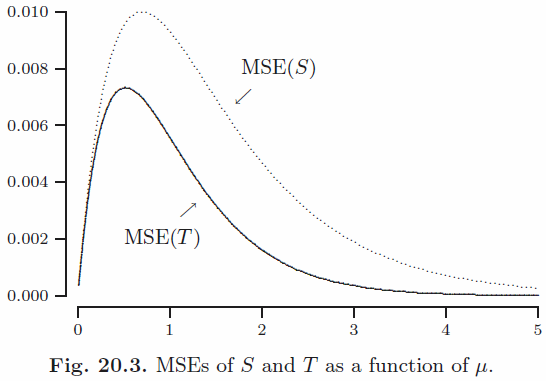 0.010
0.008
0.006
0.004
0.002
0.000
MSE(S)
MSE(T)
0 1 2 3 4 5
Fig. 20.3. MSEs of S and T as a function of μ.